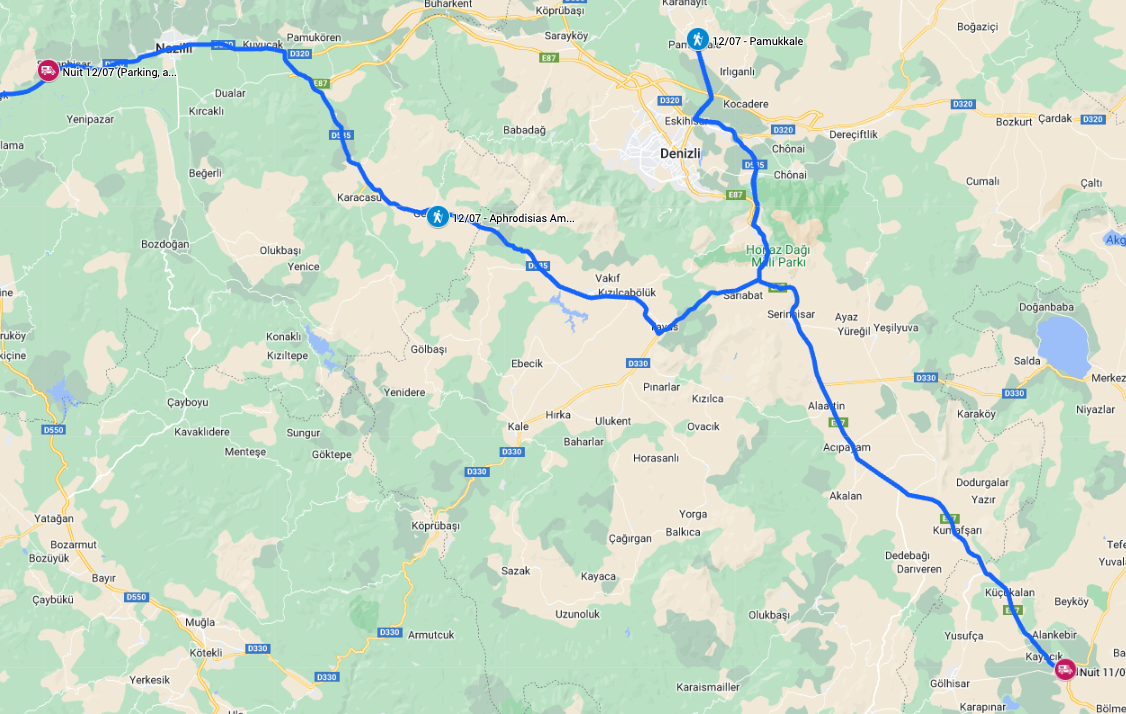 Buharkent
Köprübaşı
Karahayıt
Boğaziçi
Pamukören
Sarayköy
12/07 - Pamukkale
Nazilli
Kuyucak
D320
E87
Nuit 12/07 (Parking, a...
Irlıganlı
Dualar
E87
D320
Kocadere
D320
Kırcaklı
Yenipazar
Eskihisar
Bozkurt
Çardak
D320
Babadağ
D320
Dereçiftlik
Denizli
Chônai
Beğerli
D585
Chônai
Cumalı
Çaltı
Karacasu
E87
12/07 - Aphrodisias Am...
Bozdoğan
Olukbaşı
Honaz Dağı
Milli Parkı
Yenice
Vakıf
Kızılcabölük
Sarıabat
Doğanbaba
Serinhisar
Ayaz
Yüreğil
Yeşilyuva
Konaklı
Kızıltepe
Gölbaşı
Ebecik
D330
Salda
D330
Merkez
Yenidere
Pınarlar
Kızılca
D330
Çayboyu
Alaattin
Niyazlar
Hırka
Ulukent
Karaköy
D550
Kavaklıdere
Sungur
Kale
Ovacık
Baharlar
Acıpayam
Menteşe
Göktepe
D330
Horasanlı
D330
Dodurgalar
Akalan
Yazır
Yatağan
Köprübaşı
Yorga
Kumafşarı
Balkıca
Bozarmut
Çağırgan
Bozüyük
Dedebağı
Darıveren
Bayır
Sazak
Kayaca
Küçükalan
D550
Çaybükü
Beyköy
Uzunoluk
E87
Olukbaşı
Muğla
D330
Armutcuk
Yusufça
Alankebir
D330
Kötekli
Kayacık
Nuit 11/0
D330
Yerkesik
Karaismailler
Gölhisar
Karapınar
Bölme